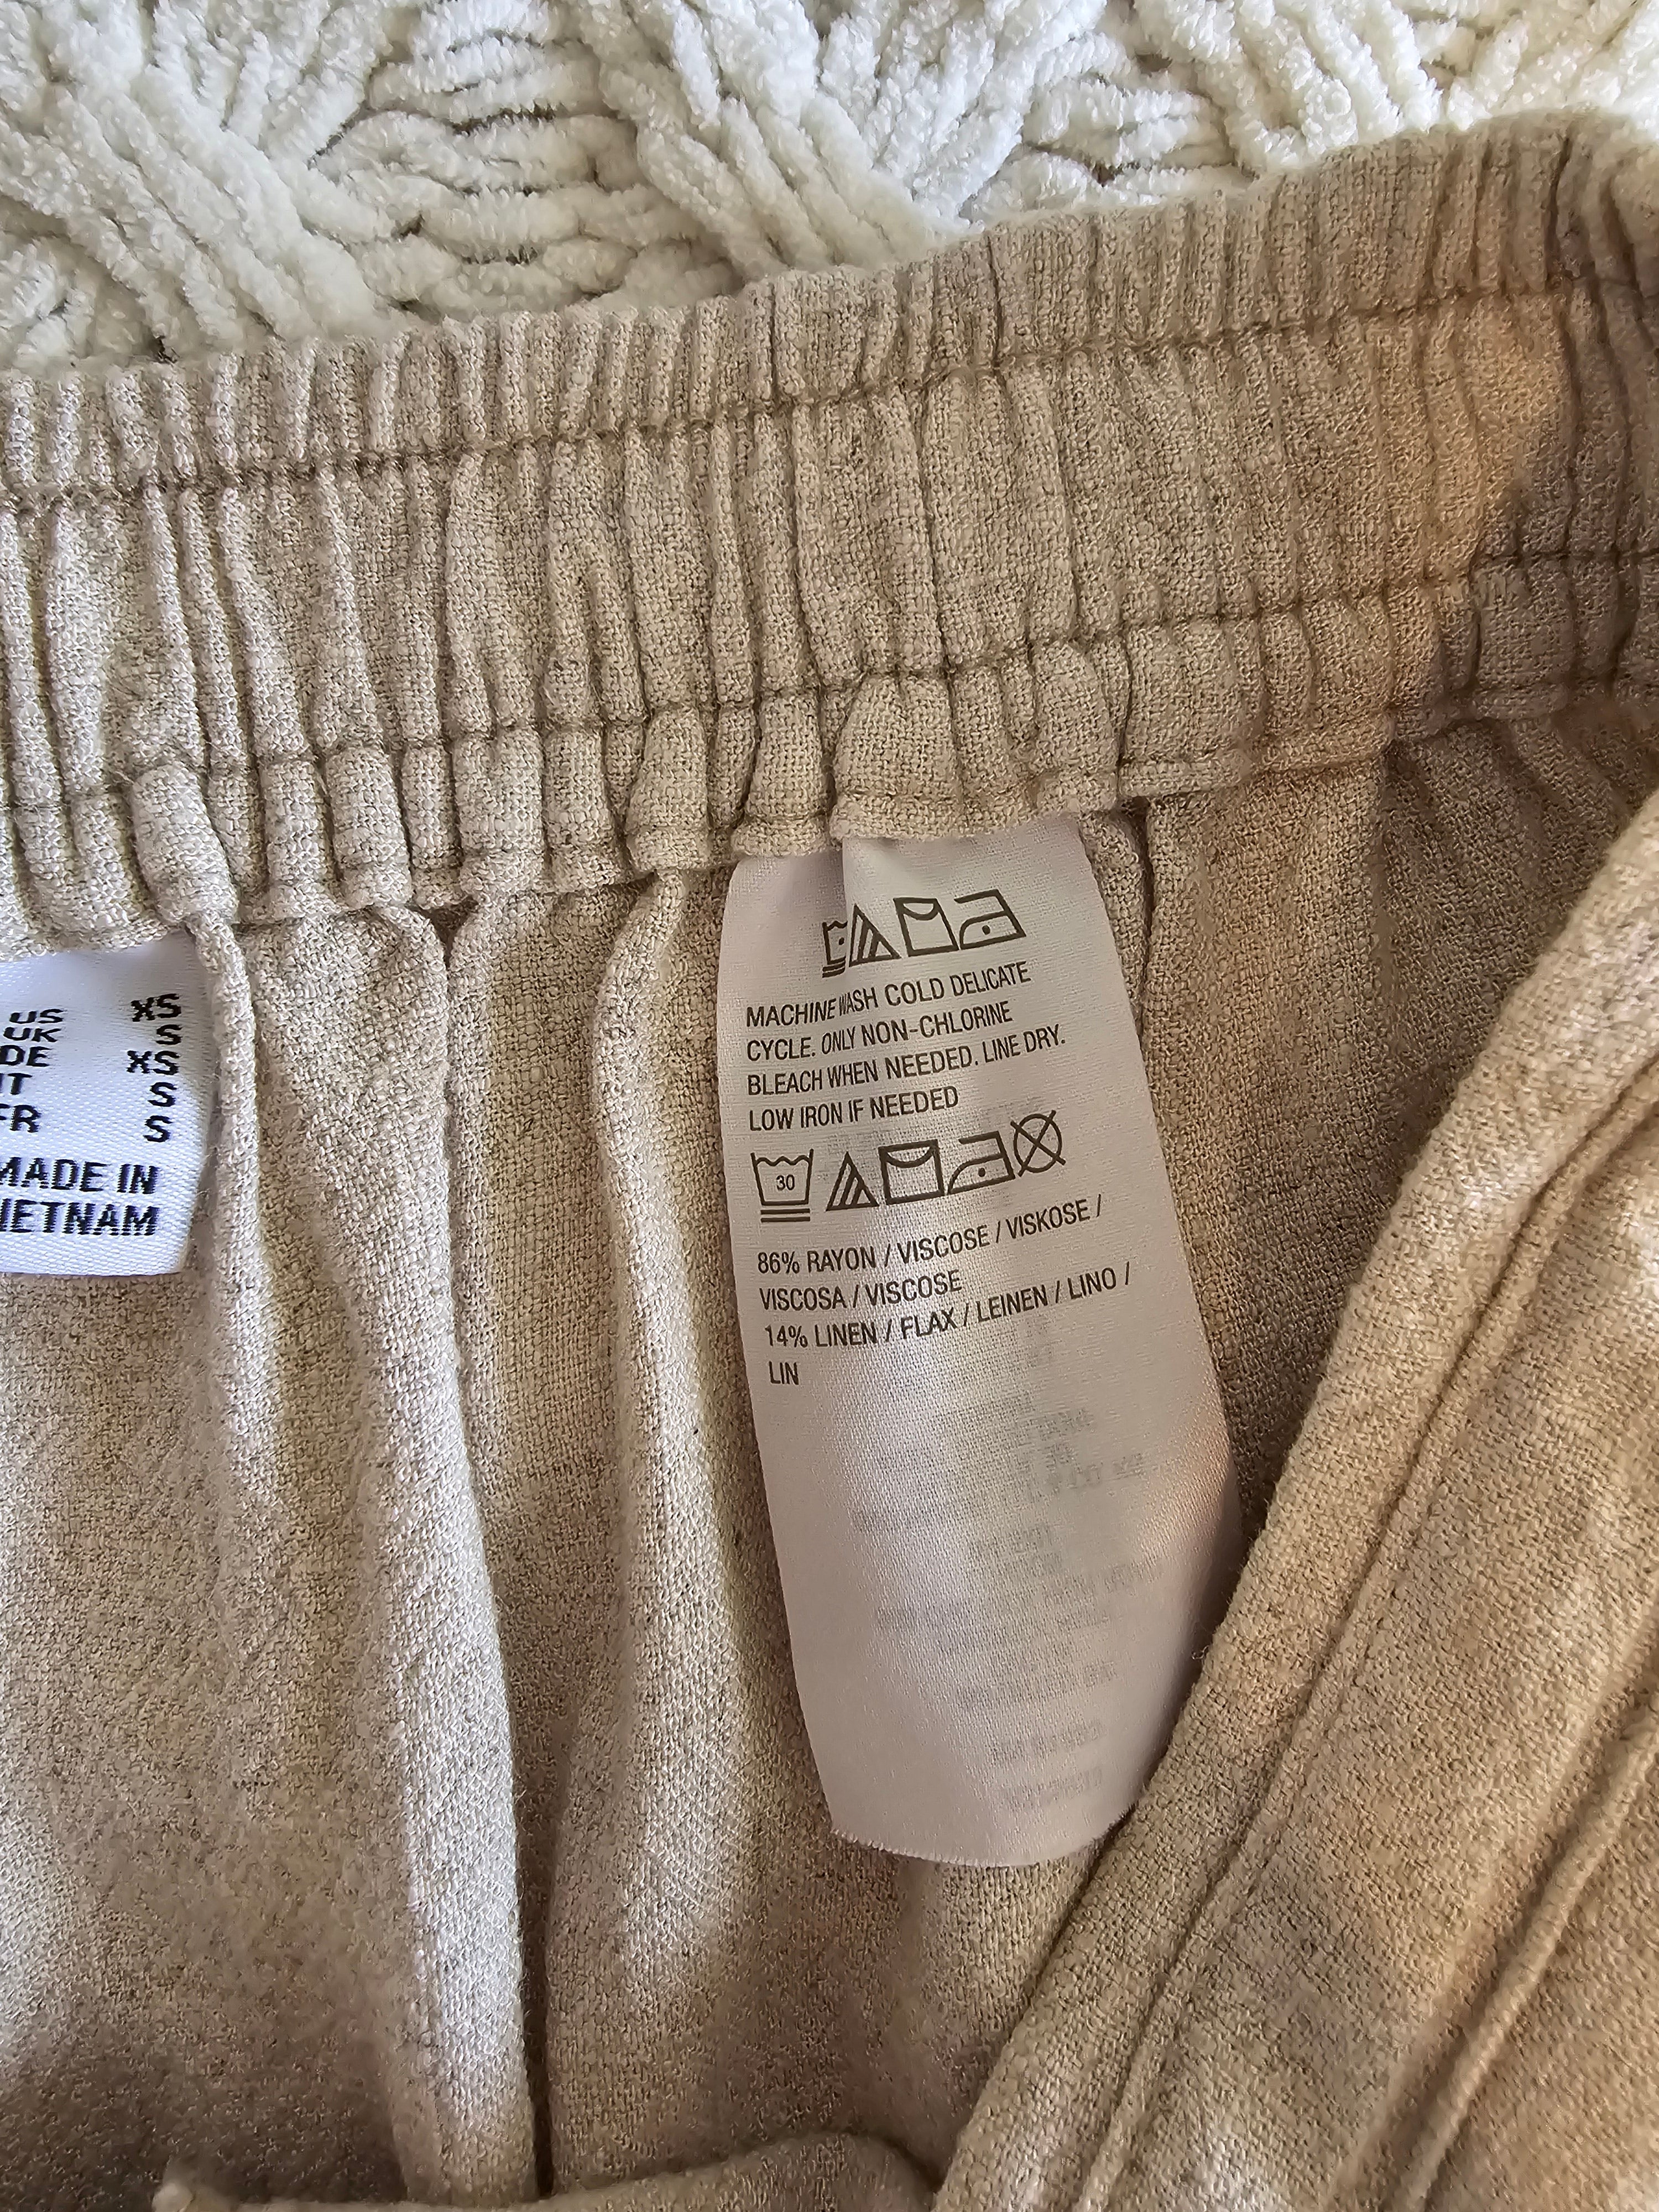 US XS
UK S
DE XS
IT S
FR S
MADE IN
VIETNAM
MACHINE WASH COLD DELICATE
CYCLE. ONLY NON-CHLORINE
BLEACH WHEN NEEDED. LINE DRY.
LOW IRON IF NEEDED
30
86% RAYON / VISCOSE / VISKOSE /
VISCOSA / VISCOSE
14% LINEN / FLAX / LEINEN / LINO /
LIN